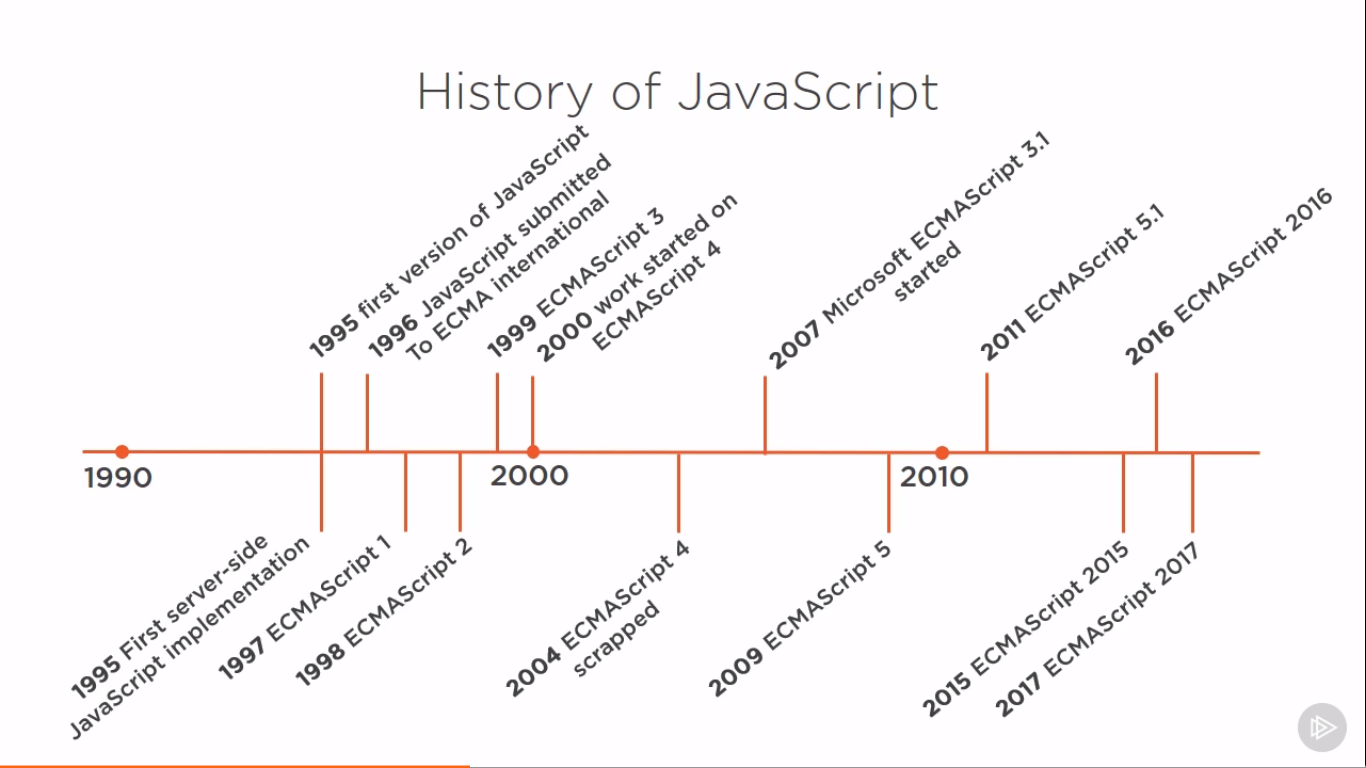 History of JavaScript
1995 first version of JavaScript
1996 JavaScript submitted
To ECMA international
1999 ECMAScript 3
2000 work started on
ECMAScript 4
2007 Microsoft ECMAScript 3.1
started
2011 ECMAScript 5.1
2016 ECMAScript 2016
1990
2000
2010
1995 First server-side
JavaScript implementation
1997 ECMAScript 1
1998 ECMAScript 2
2004 ECMAScript 4
scrapped
2009 ECMAScript 5
2015 ECMAScript 2015
2017 ECMAScript 2017